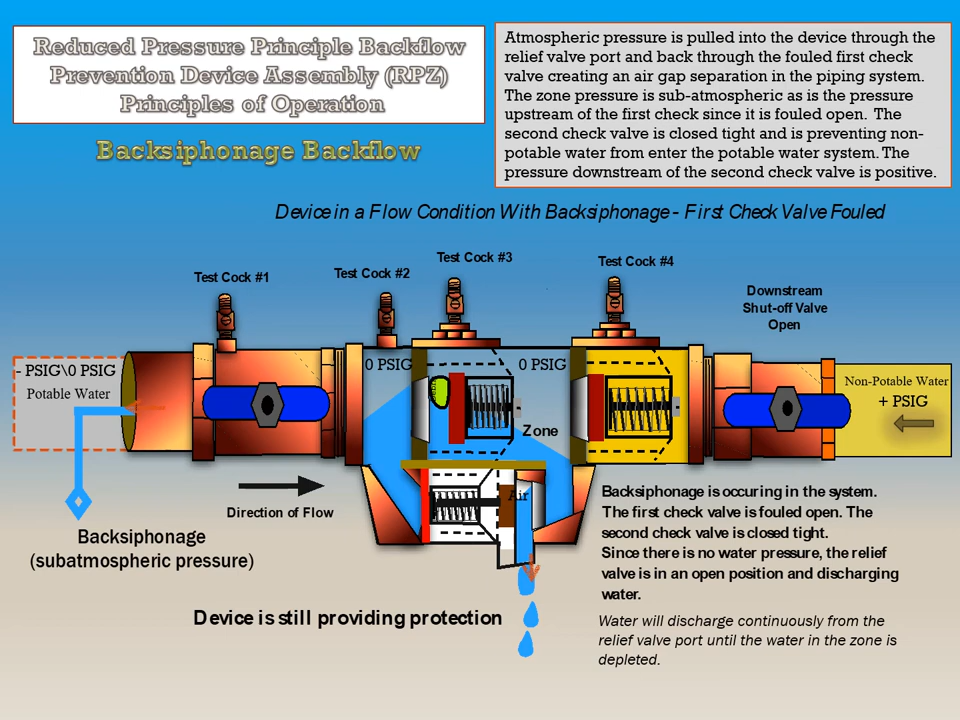 Reduced Pressure Principle Backflow
Prevention Device Assembly (RPZ)
Principles of Operation
Backsiphonage Backflow
Atmospheric pressure is pulled into the device through the
relief valve port and back through the fouled first check
valve creating an air gap separation in the piping system.
The zone pressure is sub-atmospheric as is the pressure
upstream of the first check since it is fouled open. The
second check valve is closed tight and is preventing non-
potable water from enter the potable water system. The
pressure downstream of the second check valve is positive.
Device in a Flow Condition With Backsiphonage - First Check Valve Fouled
Test Cock #1
Test Cock #2
Test Cock #3
Test Cock #4
Downstream
Shut-off Valve
Open
- PSIG\0 PSIG
Potable Water
0 PSIG
0 PSIG
Non-Potable Water
+ PSIG
Zone
Air
Direction of Flow
Backsiphonage
(subatmospheric pressure)
Backsiphonage is occuring in the system.
The first check valve is fouled open. The
second check valve is closed tight.
Since there is no water pressure, the relief
valve is in an open position and discharging
water.
Device is still providing protection
Water will discharge continuously from the
relief valve port until the water in the zone is
depleted.